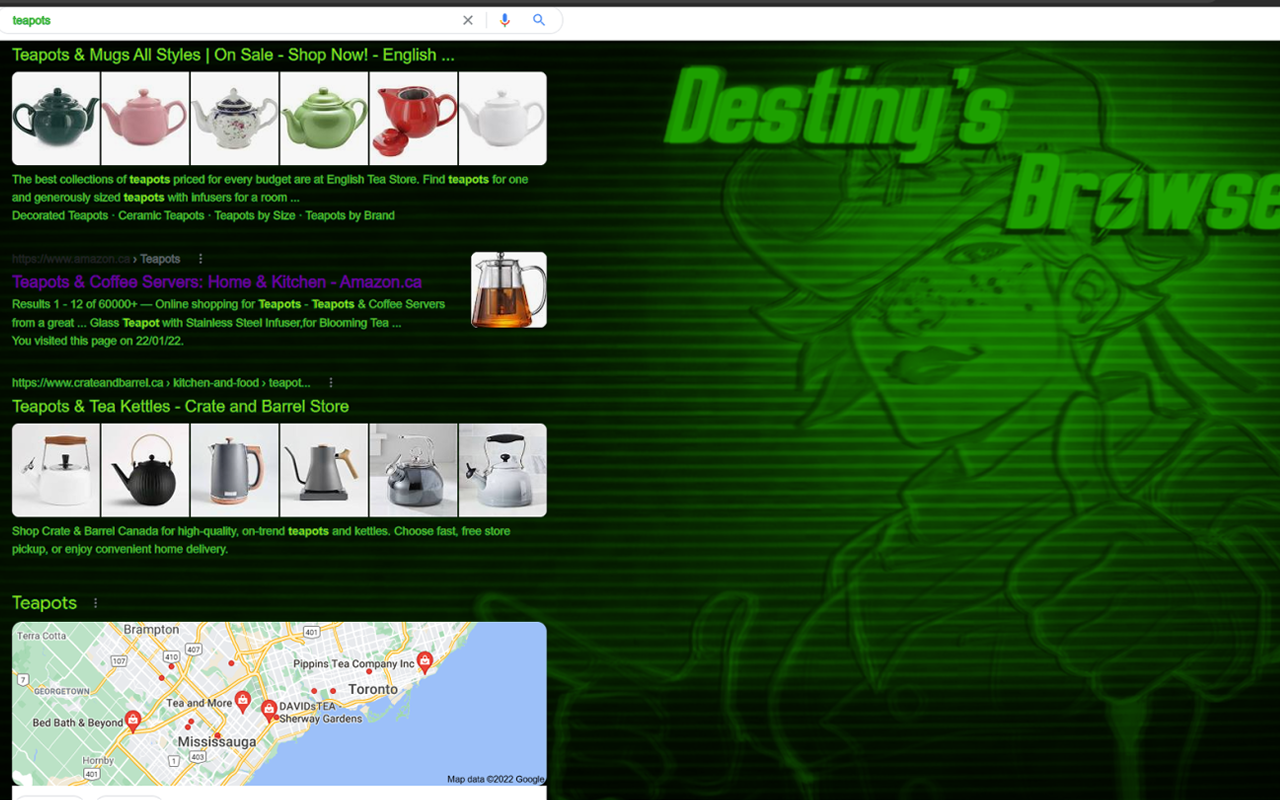 teapots
Teapots & Mugs All Styles | On Sale - Shop Now! - English ...
Destiny's
Browse
The best collections of teapots priced for every budget are at English Tea Store. Find teapots for one
and generously sized teapots with infusers for a room ...
Decorated Teapots · Ceramic Teapots · Teapots by Size · Teapots by Brand
https://www.amazon.ca › Teapots
Teapots & Coffee Servers: Home & Kitchen - Amazon.ca
Results 1 - 12 of 60000+ — Online shopping for Teapots - Teapots & Coffee Servers
from a great ... Glass Teapot with Stainless Steel Infuser,for Blooming Tea ...
You visited this page on 22/01/22.
https://www.crateandbarrel.ca › kitchen-and-food › teapot...
Teapots & Tea Kettles - Crate and Barrel Store
Shop Crate & Barrel Canada for high-quality, on-trend teapots and kettles. Choose fast, free store
pickup, or enjoy convenient home delivery.
Teapots
Terra Cotta
Brampton
401
407
410
107
7
GEORGETOWN
Pippins Tea Company Inc
Toronto
Tea and More
DAVIDsTEA -
Sherway Gardens
Bed Bath & Beyond
Mississauga
Hornby
1
403
401
Map data ©2022 Google